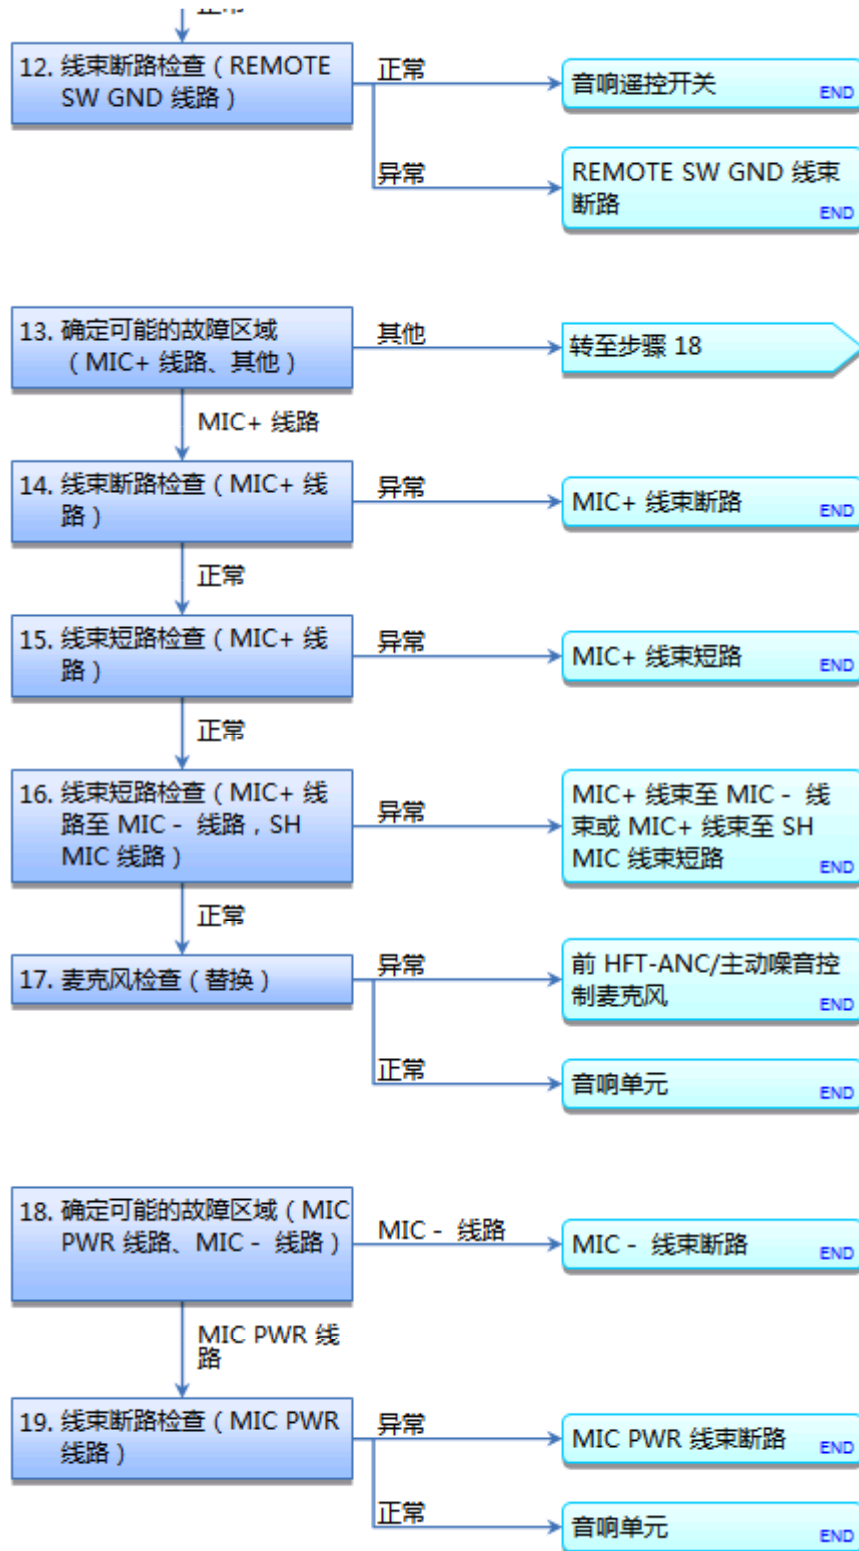 正常
12. 线束断路检查（REMOTE
SW GND 线路）
正常
音响遥控开关
END
异常
REMOTE SW GND 线束
断路
END
13. 确定可能的故障区域
（MIC+ 线路、其他）
其他
转至步骤 18
MIC+ 线路
14. 线束断路检查（MIC+ 线
路）
异常
MIC+ 线束断路
END
正常
15. 线束短路检查（MIC+ 线
路）
异常
MIC+ 线束短路
END
正常
16. 线束短路检查（MIC+ 线
路至 MIC - 线路，SH
MIC 线路）
异常
MIC+ 线束至 MIC - 线
束或 MIC+ 线束至 SH
MIC 线束短路
END
正常
17. 麦克风检查（替换）
异常
前 HFT-ANC/主动噪音控
制麦克风
END
正常
音响单元
END
18. 确定可能的故障区域（MIC
PWR 线路、MIC - 线路）
MIC - 线路
MIC - 线束断路
END
MIC PWR 线
路
19. 线束断路检查（MIC PWR
线路）
异常
MIC PWR 线束断路
END
正常
音响单元
END